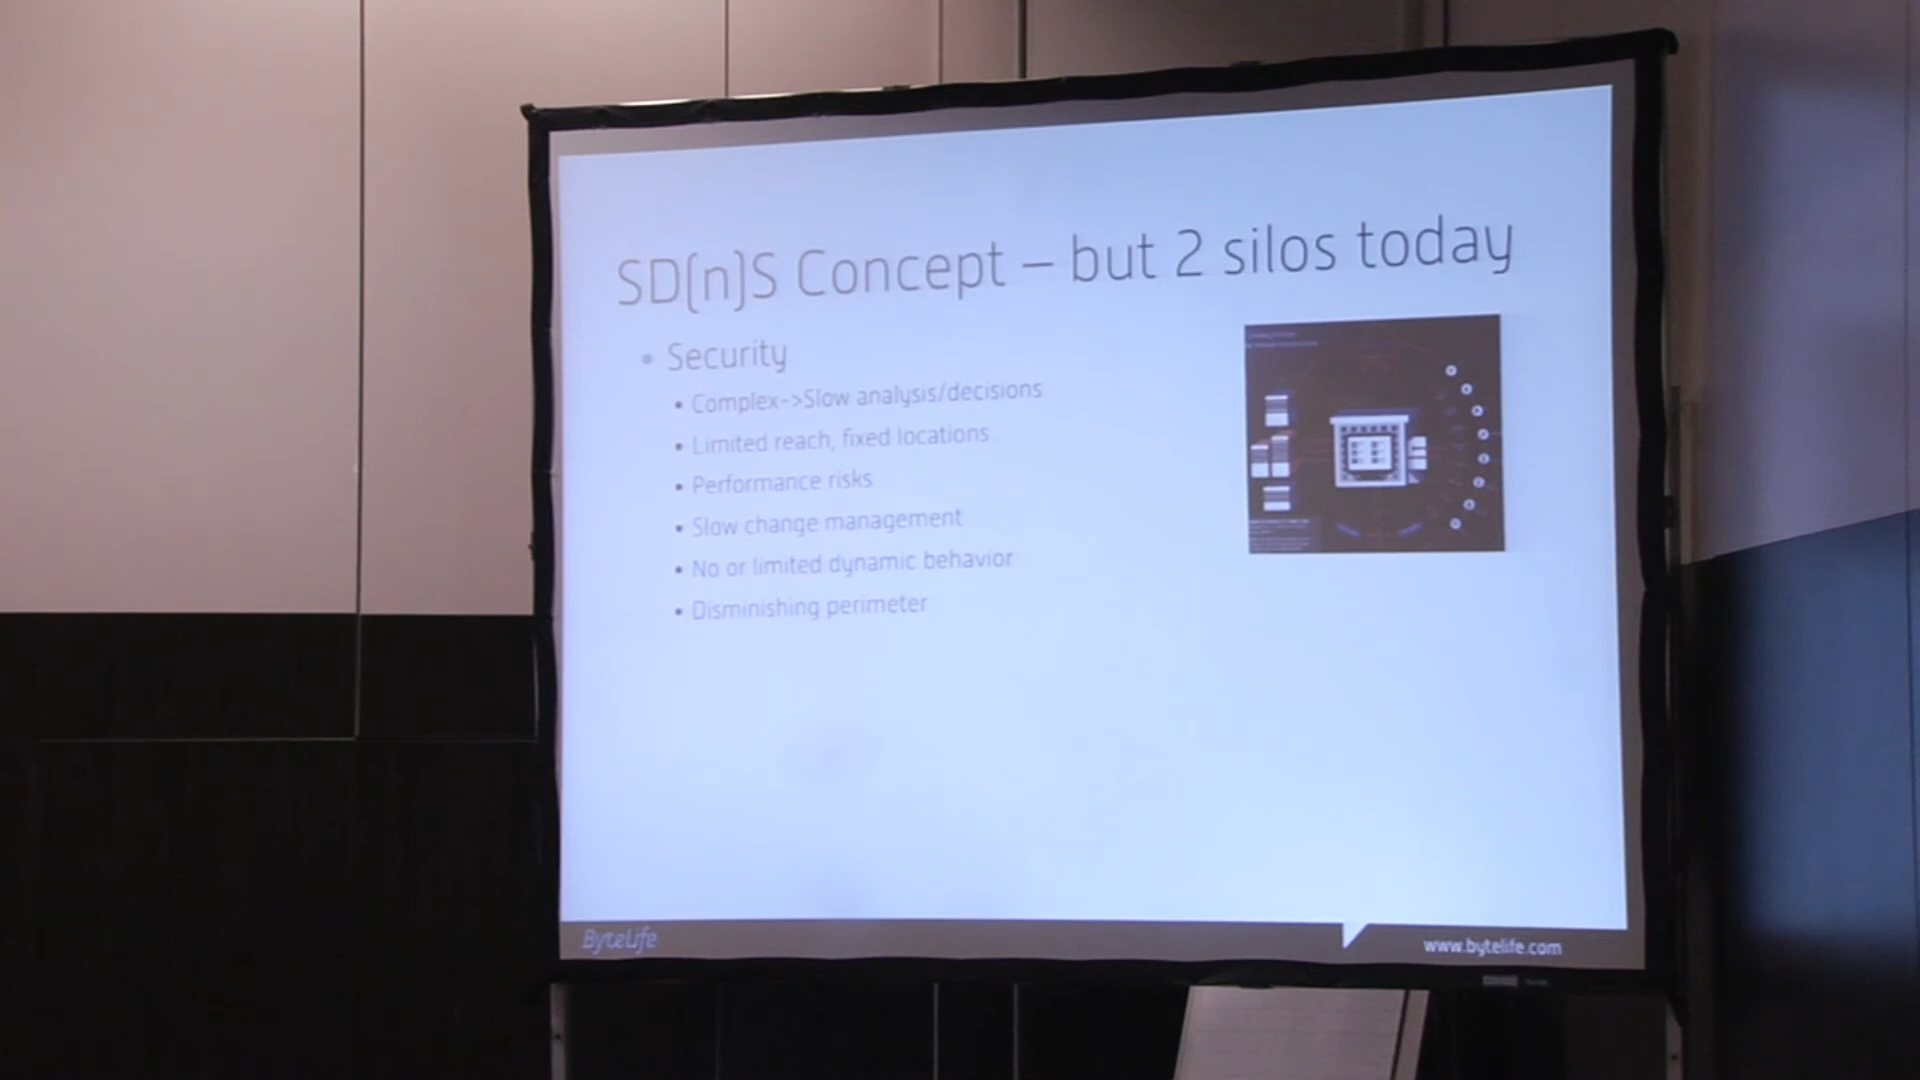 SD(n)S Concept – but 2 silos today
• Security
• Complex->Slow analysis/decisions
• Limited reach, fixed locations
• Performance risks
• Slow change management
• No or limited dynamic behavior
• Disminishing perimeter
ByteLife
www.bytelife.com